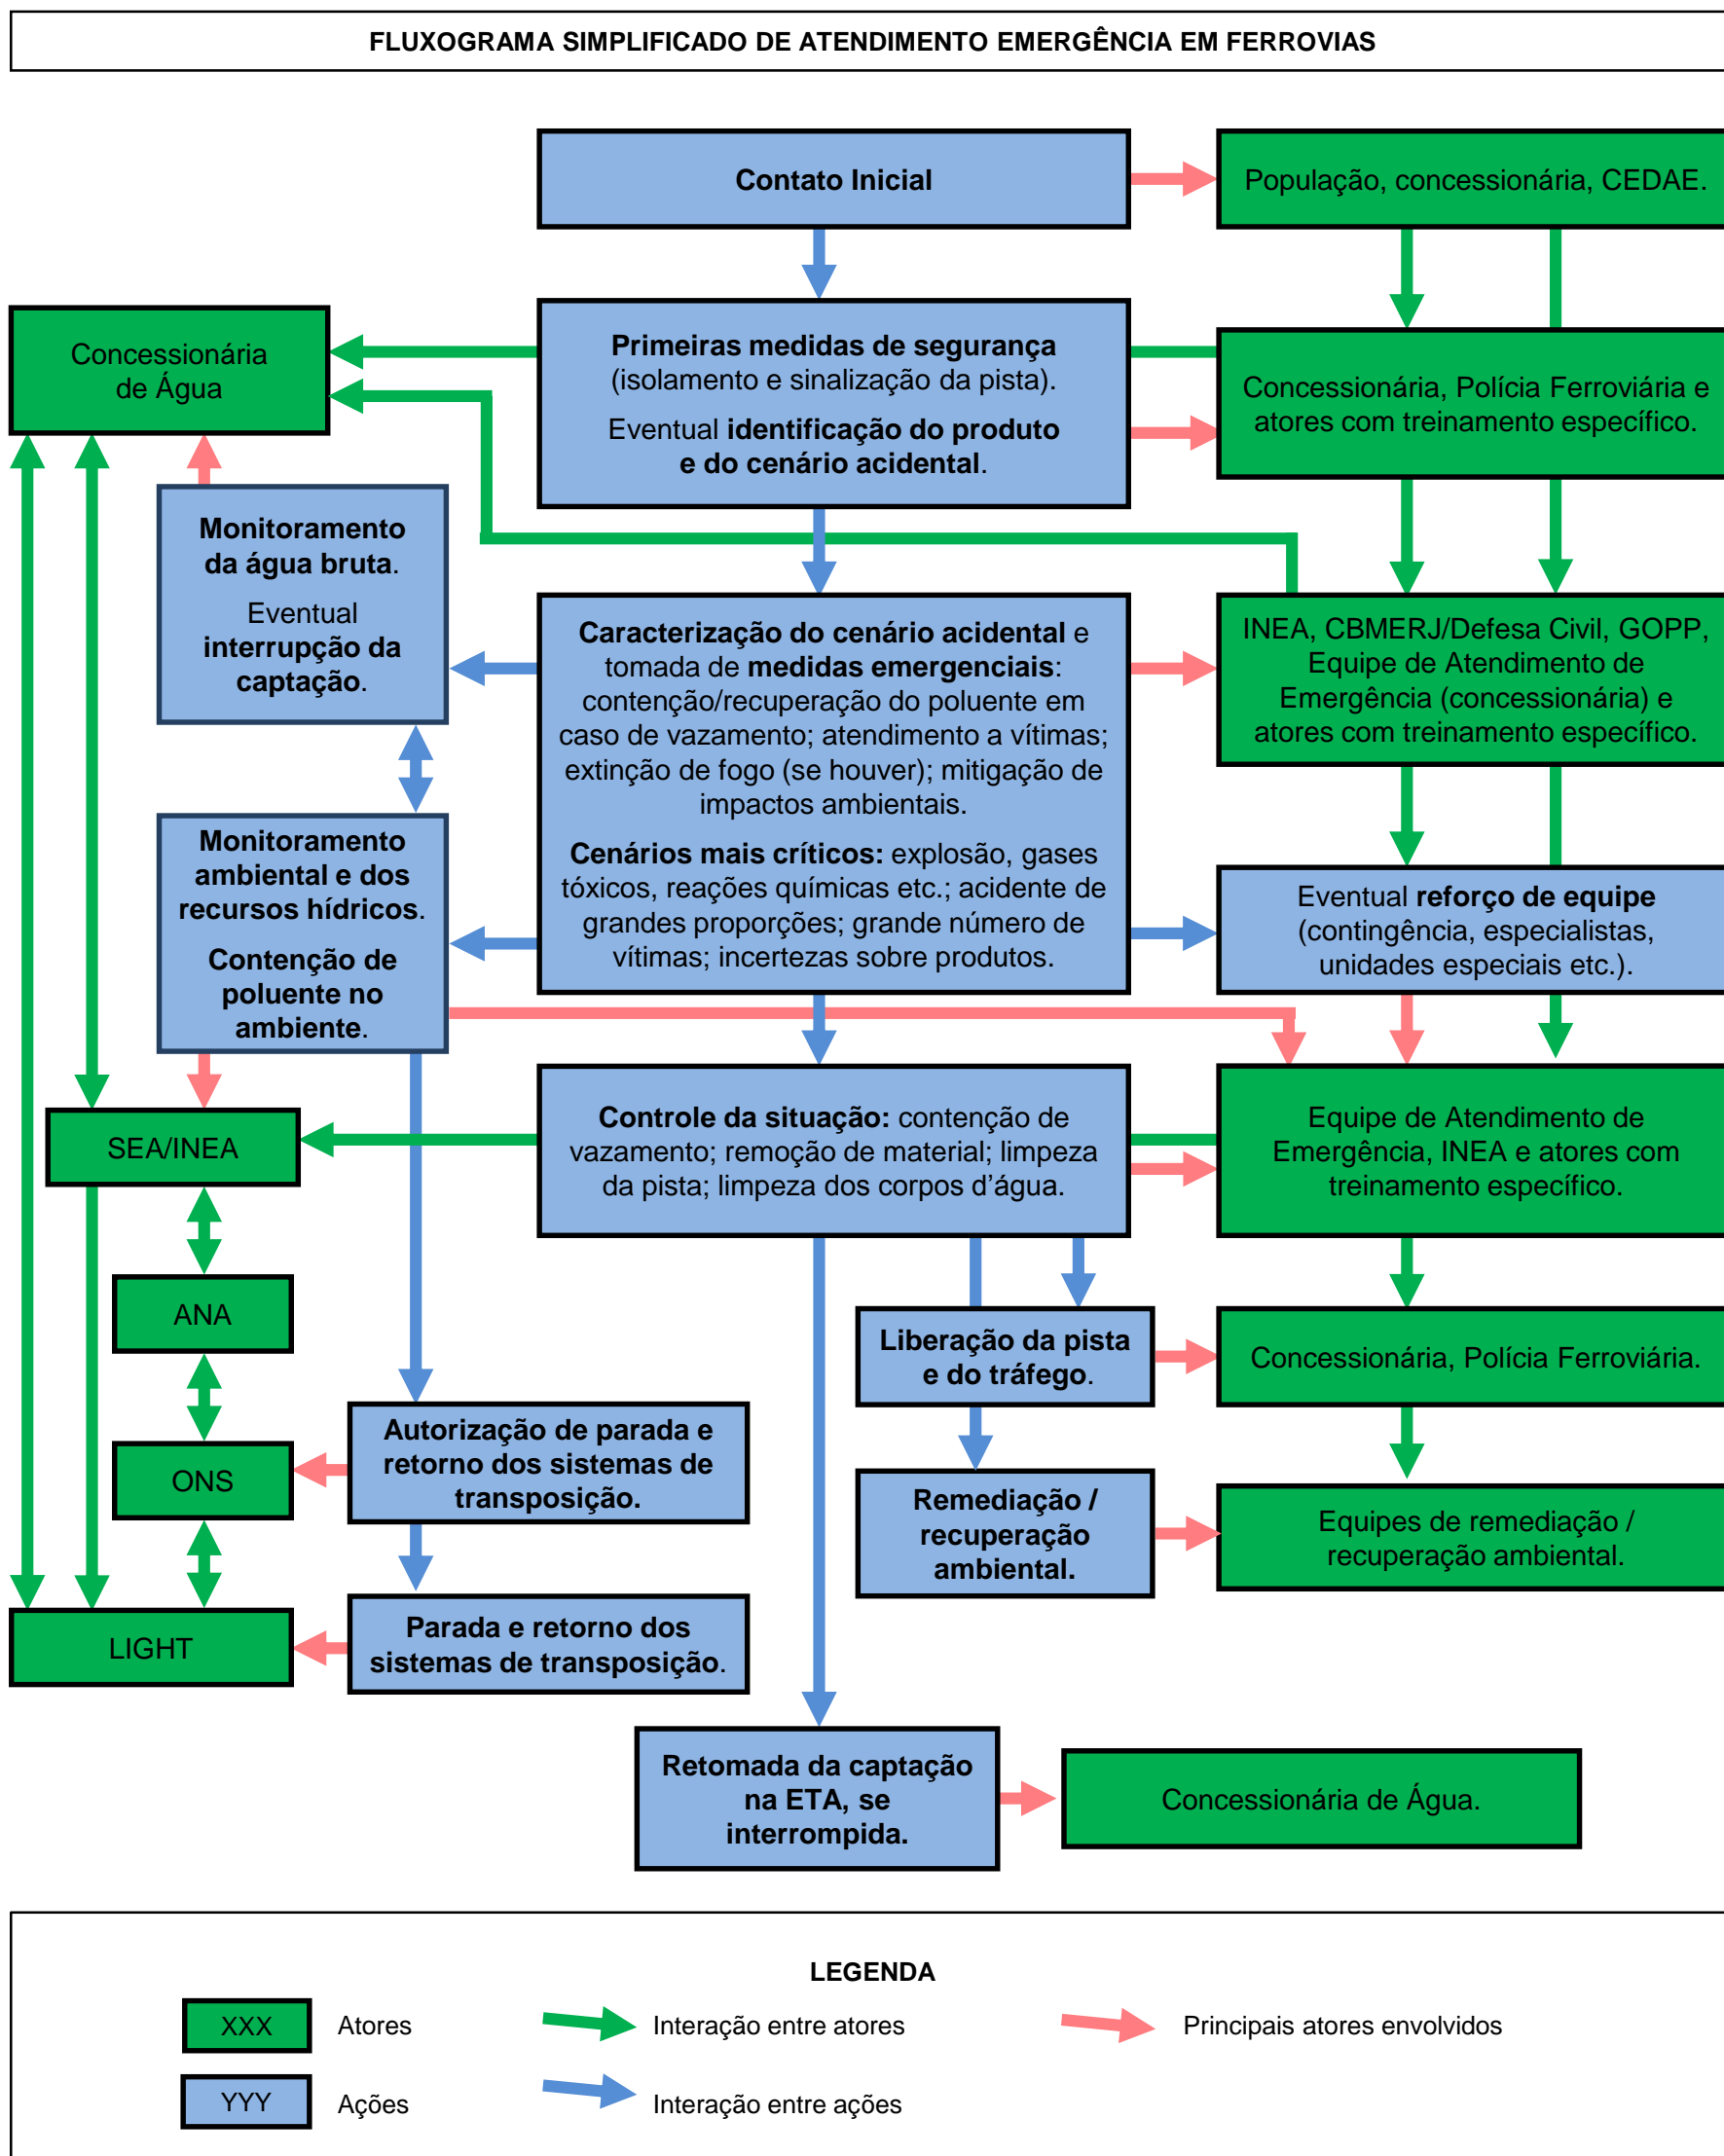 FLUXOGRAMA SIMPLIFICADO DE ATENDIMENTO EMERGÊNCIA EM FERROVIAS
Contato Inicial
População, concessionária, CEDAE.
Concessionária
de Água
Primeiras medidas de segurança
(isolamento e sinalização da pista).
Eventual identificação do produto
e do cenário acidental.
Concessionária, Polícia Ferroviária e
atores com treinamento específico.
Monitoramento
da água bruta.
Eventual
interrupção da
captação.
Caracterização do cenário acidental e
tomada de medidas emergenciais:
contenção/recuperação do poluente em
caso de vazamento; atendimento a vítimas;
extinção de fogo (se houver); mitigação de
impactos ambientais.
Cenários mais críticos: explosão, gases
tóxicos, reações químicas etc.; acidente de
grandes proporções; grande número de
vítimas; incertezas sobre produtos.
INEA, CBMERJ/Defesa Civil, GOPP,
Equipe de Atendimento de
Emergência (concessionária) e
atores com treinamento específico.
Monitoramento
ambiental e dos
recursos hídricos.
Contenção de
poluente no
ambiente.
Eventual reforço de equipe
(contingência, especialistas,
unidades especiais etc.).
SEA/INEA
Controle da situação: contenção de
vazamento; remoção de material; limpeza
da pista; limpeza dos corpos d’água.
Equipe de Atendimento de
Emergência, INEA e atores com
treinamento específico.
ANA
Liberação da pista
e do tráfego.
Concessionária, Polícia Ferroviária.
ONS
Autorização de parada e
retorno dos sistemas de
transposição.
Remediação /
recuperação
ambiental.
Equipes de remediação /
recuperação ambiental.
LIGHT
Parada e retorno dos
sistemas de transposição.
Retomada da captação
na ETA, se
interrompida.
Concessionária de Água.
LEGENDA
XXX
Atores
Interação entre atores
Principais atores envolvidos
YYY
Ações
Interação entre ações